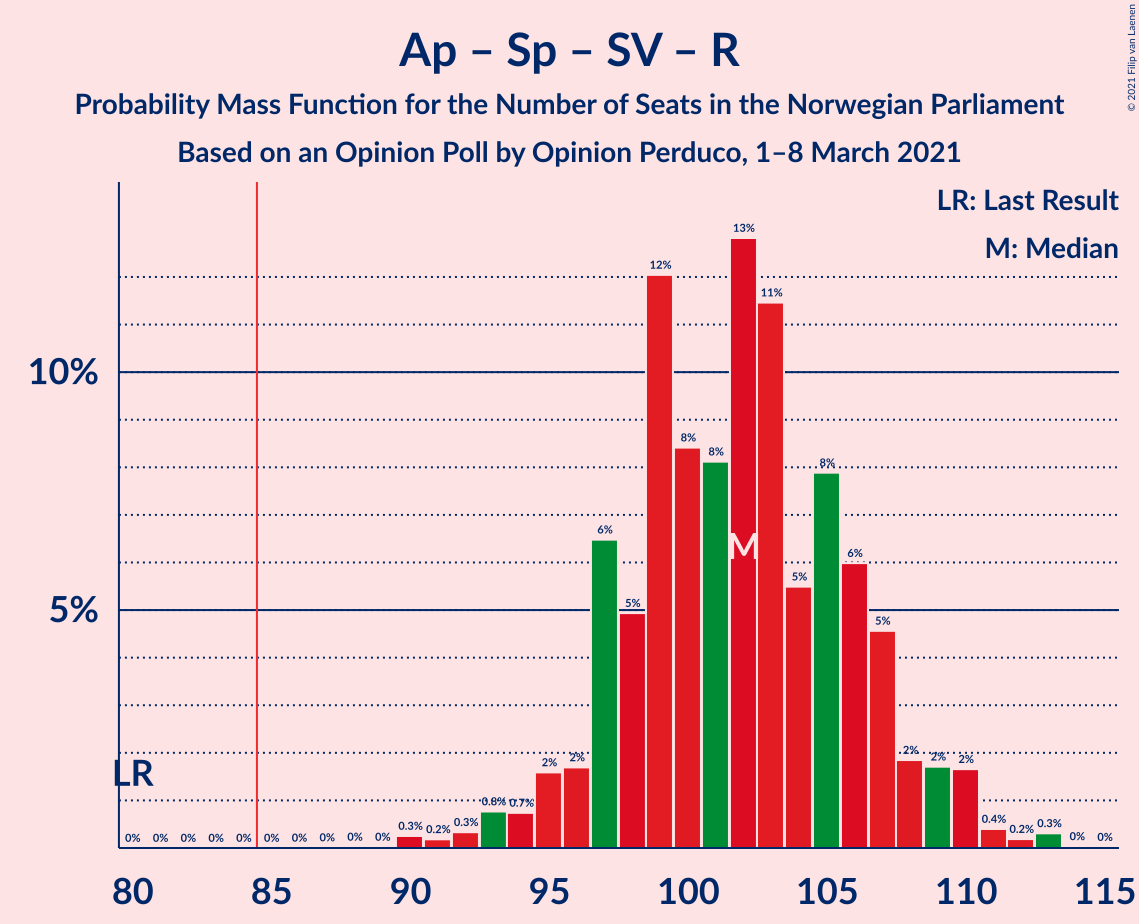 Ap – Sp – SV – R
Probability Mass Function for the Number of Seats in the Norwegian Parliament
Based on an Opinion Poll by Opinion Perduco, 1–8 March 2021
© 2021 Filip van Laenen
LR: Last Result
M: Median
10%
5%
LR
M
0% 0% 0% 0% 0% 0% 0% 0% 0% 0% 0.3% 0.2% 0.3% 0.8% 0.7% 2% 2% 6% 5% 12% 8% 8% 13% 11% 5% 8% 6% 5% 2% 2% 2% 0.4% 0.2% 0.3% 0% 0%
80 85 90 95 100 105 110 115